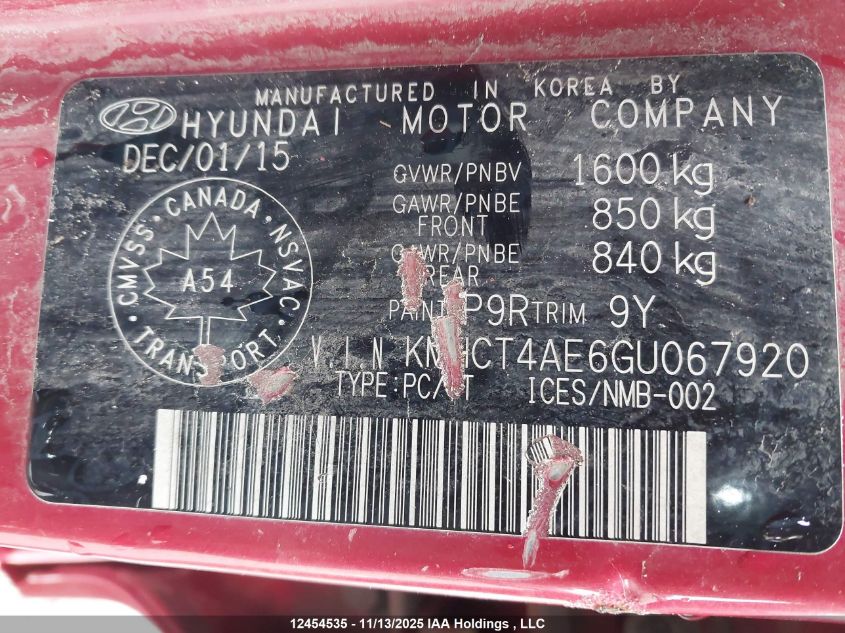 MANUFACTURED IN KOREA BY
HYUNDAI MOTOR COMPANY
DEC/01/15
GVWR/PNBV 1600 kg
GAWR/PNBE FRONT 850 kg
GAWR/PNBE REAR 840 kg
PAINT P9R TRIM 9Y
CMVSS · CANADA · NSVAC · TRANSPORT ·
A54
V.I.N CT4AE6GU067920
TYPE:PC/ ICES/NMB-002
12454535 - 11/13/2025 IAA Holdings , LLC